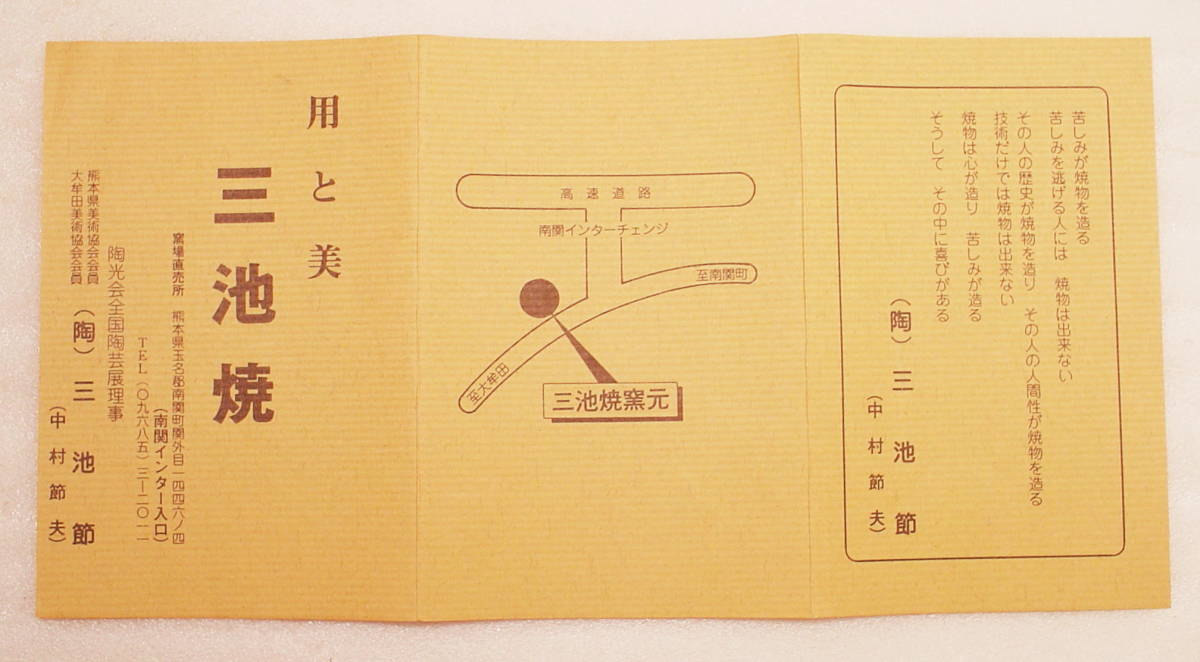 苦しみが焼物を造る
苦しみを逃げる人には 焼物は出来ない
その人の歴史が焼物を造り その人の人間性が焼物を造る
技術だけでは焼物は出来ない
焼物は心が造り 苦しみが造る
そうして その中に喜びがある
(陶) 三池節
(中村節夫)
高速道路
南関インターチェンジ
至南関町
至大牟田
三池焼窯元
用と美
三池焼
窯場直売所 熊本県玉名郡南関町関外目一四四六ノ四
(南関インター入口)
TEL(〇九六八五)三ー二〇一一
陶光会全国陶芸展理事
熊本県美術協会会員
大牟田美術協会会員
(陶) 三池節
(中村節夫)